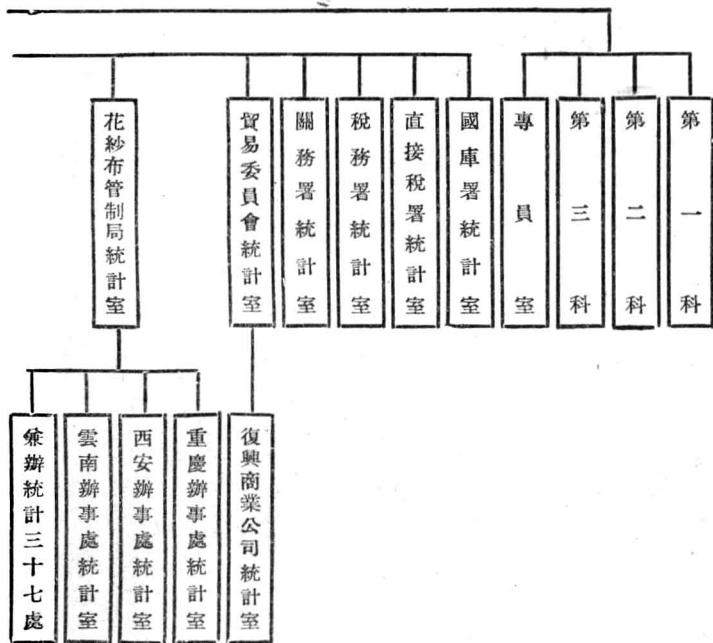 第一科
第二科
第三科
專員室
國庫署統計室
直接稅署統計室
稅務署統計室
關務署統計室
貿易委員會統計室
花紗布管制局統計室
復興商業公司統計室
重慶辦事處統計室
西安辦事處統計室
雲南辦事處統計室
兼辦統計三十七處